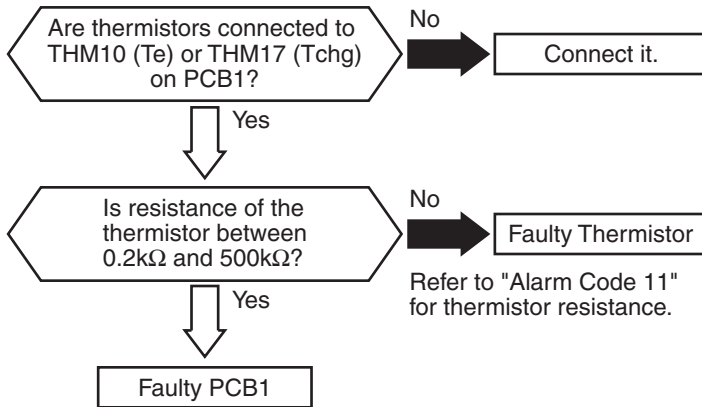 Are thermistors connected to
THM10 (Te) or THM17 (Tchg)
on PCB1?
No
Connect it.
Yes
Is resistance of the
thermistor between
0.2kΩ and 500kΩ?
No
Faulty Thermistor
Refer to "Alarm Code 11"
for thermistor resistance.
Yes
Faulty PCB1